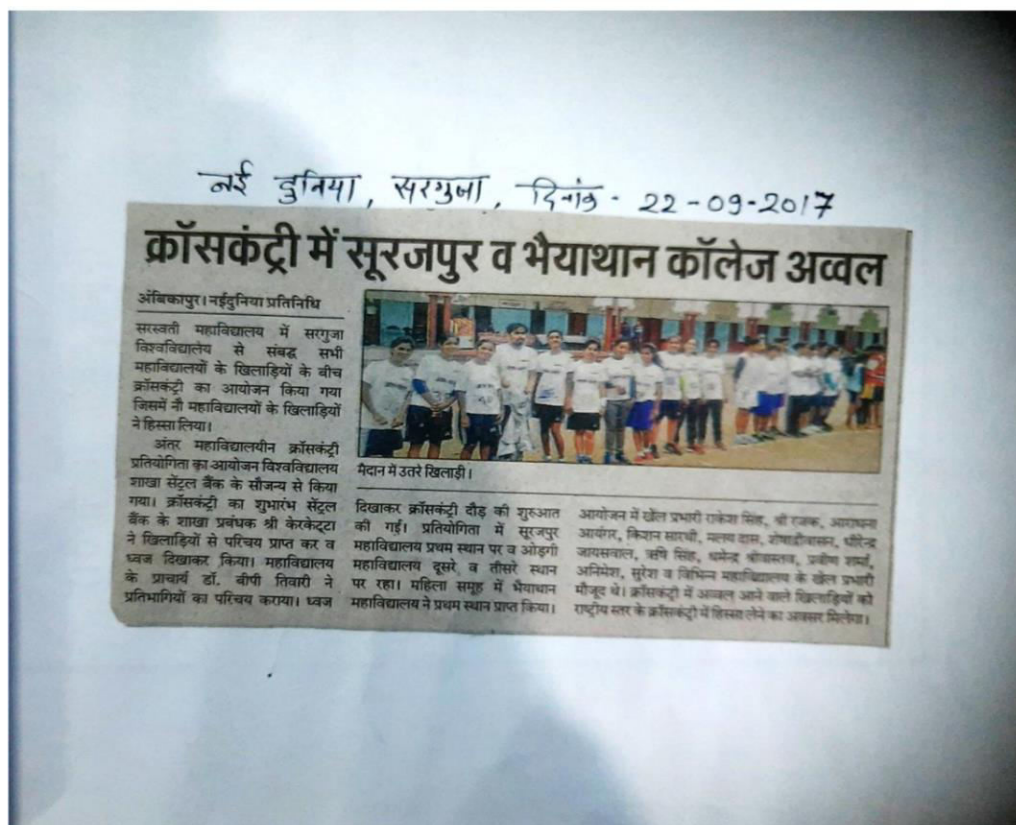 नई दुनिया, सरगुजा, दिनांक - 22-09-2017
क्रॉसकंट्री में सूरजपुर व भैयाथान कॉलेज अव्वल
अंबिकापुर। नईदुनिया प्रतिनिधि
सरस्वती महाविद्यालय में सरगुजा
विश्वविद्यालय से संबद्ध सभी
महाविद्यालयों के खिलाड़ियों के बीच
क्रॉसकंट्री का आयोजन किया गया
जिसमें नौ महाविद्यालयों के खिलाड़ियों
ने हिस्सा लिया।
अंतर महाविद्यालयीन क्रॉसकंट्री
प्रतियोगिता का आयोजन विश्वविद्यालय
शाखा सेंट्रल बैंक के सौजन्य से किया
गया। क्रॉसकंट्री का शुभारंभ सेंट्रल
बैंक के शाखा प्रबंधक श्री केरकेट्टा
ने खिलाड़ियों से परिचय प्राप्त कर व
ध्वज दिखाकर किया। महाविद्यालय
के प्राचार्य डॉ. बीपी तिवारी ने
प्रतिभागियों का परिचय कराया। ध्वज
मैदान में उतरे खिलाड़ी।
दिखाकर क्रॉसकंट्री दौड़ की शुरुआत
की गई। प्रतियोगिता में सूरजपुर
महाविद्यालय प्रथम स्थान पर व ओड़गी
महाविद्यालय दूसरे व तीसरे स्थान
पर रहा। महिला समूह में भैयाथान
महाविद्यालय ने प्रथम स्थान प्राप्त किया।
आयोजन में खेल प्रभारी राकेश सिंह, श्री रजक, आराधना
आयंगर, किशन सारथी, मलय दास, शेषाद्रीवासन, धीरेन्द्र
जायसवाल, ऋषि सिंह, धमेन्द्र श्रीवास्तव, प्रवीण शर्मा,
अनिमेश, सुरेश व विभिन्न महाविद्यालय के खेल प्रभारी
मौजूद थे। क्रॉसकंट्री में अव्वल आने वाले खिलाड़ियों को
राष्ट्रीय स्तर के क्रॉसकंट्री में हिस्सा लेने का अवसर मिलेगा।